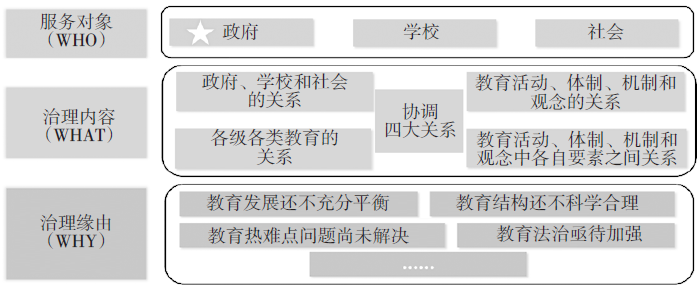 服务对象
（WHO）
政府
学校
社会
治理内容
（WHAT）
政府、学校和社会
的关系
各级各类教育的
关系
协调
四大关系
教育活动、体制、机制和
观念的关系
教育活动、体制、机制和
观念中各自要素之间关系
治理缘由
（WHY）
教育发展还不充分平衡
教育结构还不科学合理
教育热难点问题尚未解决
教育法治亟待加强
……